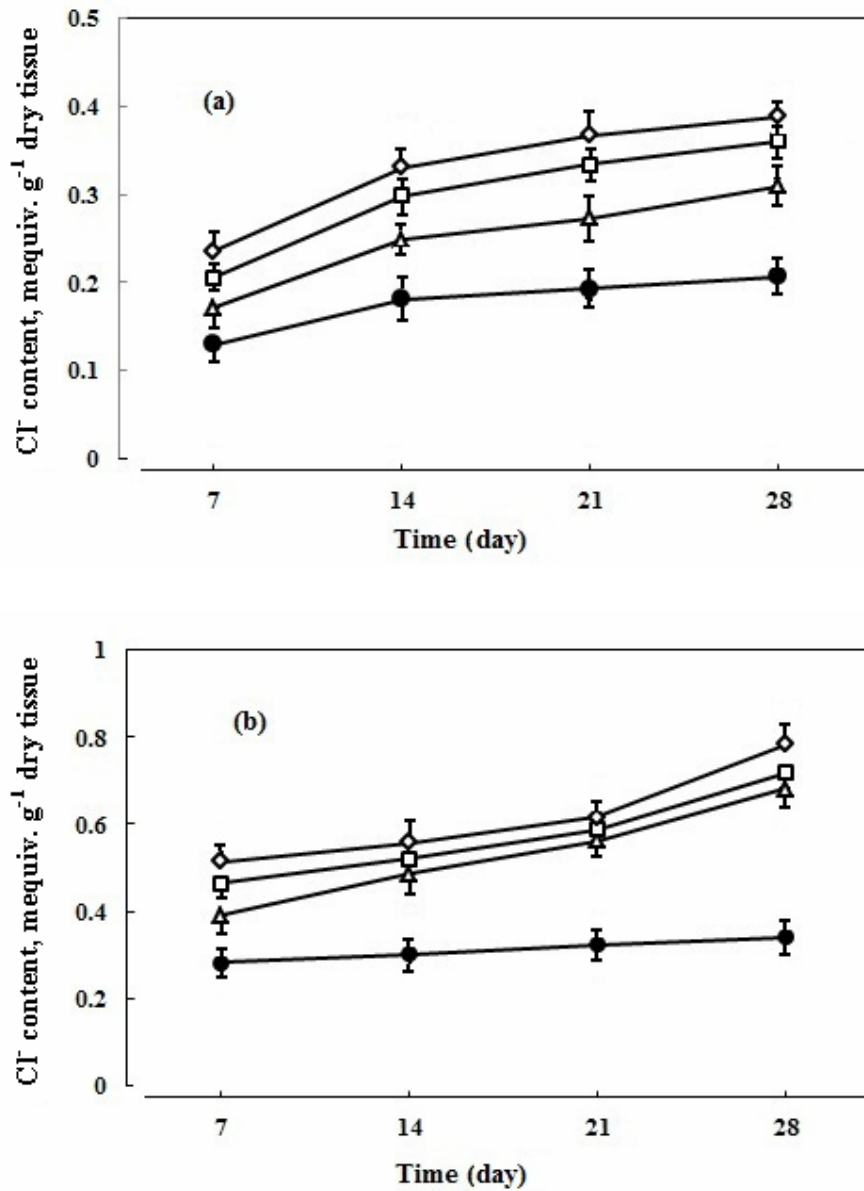 0.5
0.4
0.3
0.2
0.1
0
Cl⁻ content, mequiv. g⁻¹ dry tissue
(a)
7 14 21 28
Time (day)
1
0.8
0.6
0.4
0.2
0
Cl⁻ content, mequiv. g⁻¹ dry tissue
(b)
7 14 21 28
Time (day)